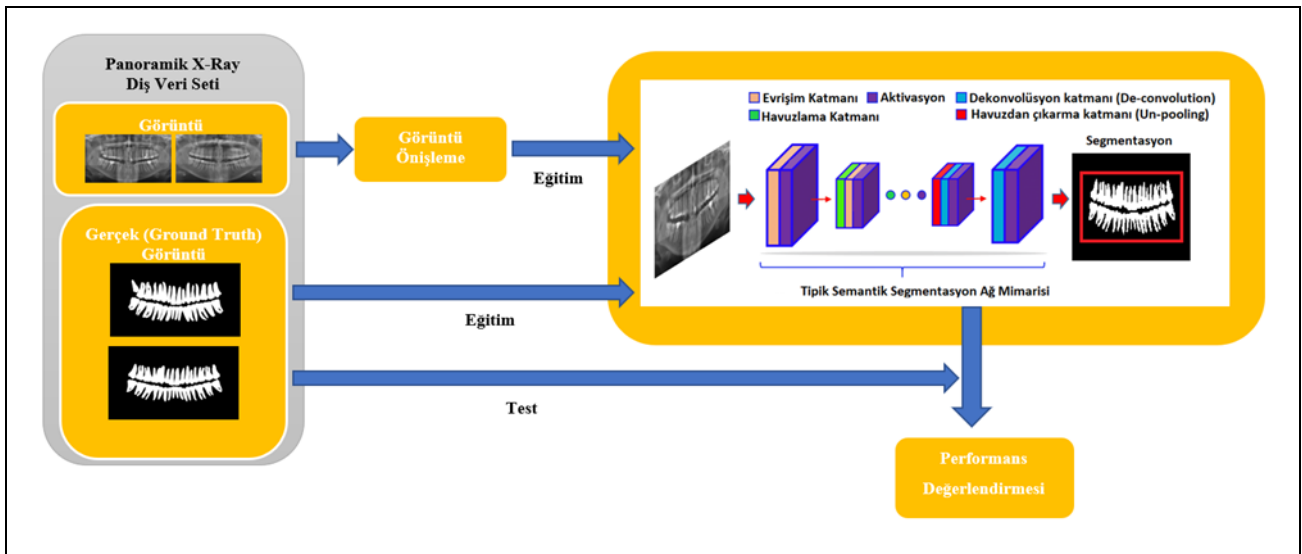 Panoramik X-Ray
Diş Veri Seti
Görüntü
Gerçek (Ground Truth)
Görüntü
Görüntü
Önişleme
Eğitim
Eğitim
Test
Evrişim Katmanı
Aktivasyon
Dekonvolüsyon katmanı (De-convolution)
Havuzlama Katmanı
Havuzdan çıkarma katmanı (Un-pooling)
Segmentasyon
Tipik Semantik Segmentasyon Ağ Mimarisi
Performans
Değerlendirmesi